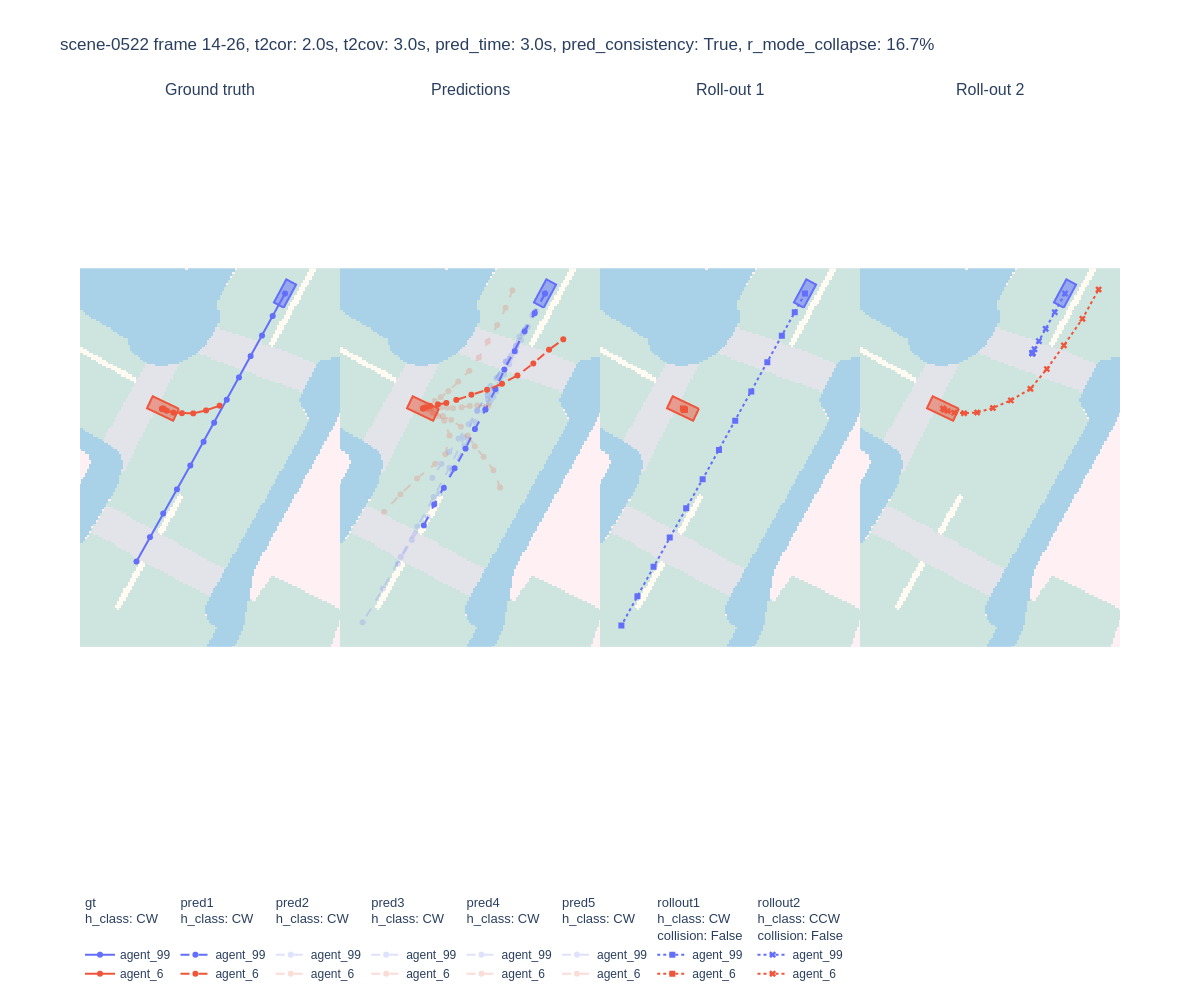 scene-0522 frame 14-26, t2cor: 2.0s, t2cov: 3.0s, pred_time: 3.0s, pred_consistency: True, r_mode_collapse: 16.7%
Ground truth
Predictions
Roll-out 1
Roll-out 2
gt
h_class: CW
agent_99
agent_6
pred1
h_class: CW
agent_99
agent_6
pred2
h_class: CW
agent_99
agent_6
pred3
h_class: CW
agent_99
agent_6
pred4
h_class: CW
agent_99
agent_6
pred5
h_class: CW
agent_99
agent_6
rollout1
h_class: CW
collision: False
agent_99
agent_6
rollout2
h_class: CCW
collision: False
agent_99
agent_6